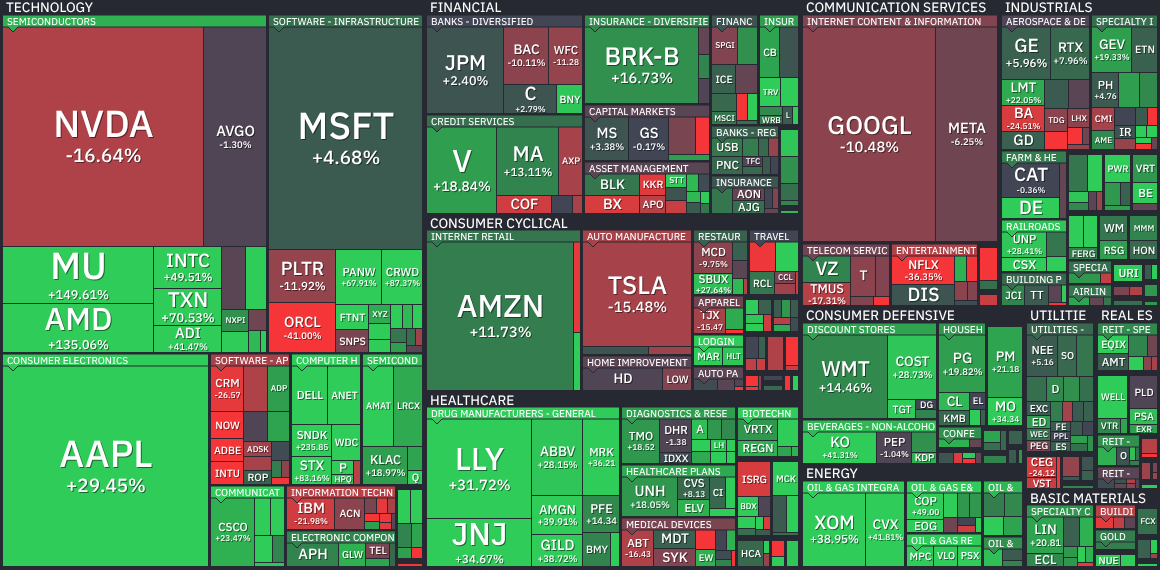 TECHNOLOGY
SEMICONDUCTORS
NVDA
-16.64%
AVGO
-1.30%
MU
+149.61%
AMD
+135.06%
INTC
+49.51%
TXN
+70.53%
ADI
+41.47%
NXPI
SOFTWARE - INFRASTRUCTURE
MSFT
+4.68%
PLTR
-11.92%
ORCL
-41.00%
PANW
+67.91%
CRWD
+87.37%
FTNT
XYZ
SNPS
CONSUMER ELECTRONICS
AAPL
+29.45%
SOFTWARE - AP
CRM
-26.57
ADP
NOW
ADBE
ADSK
INTU
ROP
COMPUTER H
DELL
ANET
SNDK
+235.85
WDC
STX
+83.16%
P
HPQ
SEMICOND
AMAT
LRCX
KLAC
+18.97%
Q
COMMUNICAT
CSCO
+23.47%
INFORMATION TECHN
IBM
-21.98%
ACN
ELECTRONIC COMPON
APH
GLW
TEL
FINANCIAL
BANKS - DIVERSIFIED
JPM
+2.40%
BAC
-10.11%
WFC
-11.28
C
+2.79%
BNY
CREDIT SERVICES
V
+18.84%
MA
+13.11%
AXP
COF
INSURANCE - DIVERSIFIE
BRK-B
+16.73%
CAPITAL MARKETS
MS
+3.38%
GS
-0.17%
ASSET MANAGEMENT
BLK
KKR
STT
BX
APO
FINANC
SPGI
ICE
MSCI
INSUR
CB
TRV
WRB
L
BANKS - REG
USB
PNC
TFC
INSURANCE
AON
AJG
CONSUMER CYCLICAL
INTERNET RETAIL
AMZN
+11.73%
AUTO MANUFACTURE
TSLA
-15.48%
HOME IMPROVEMENT
HD
LOW
RESTAUR
MCD
-9.75%
SBUX
+27.64%
TRAVEL
RCL
CCL
APPAREL
TJX
-15.47
LODGIN
MAR
HLT
AUTO PA
HEALTHCARE
DRUG MANUFACTURERS - GENERAL
LLY
+31.72%
JNJ
+34.67%
ABBV
+28.15%
MRK
+36.21
AMGN
+39.91%
PFE
+14.34
GILD
+38.72%
BMY
DIAGNOSTICS & RESE
TMO
+18.52
DHR
-1.38
A
LH
IDXX
BIOTECHN
VRTX
REGN
HEALTHCARE PLANS
UNH
+18.05%
CVS
+8.13
CI
ELV
ISRG
MCK
BDX
MEDICAL DEVICES
ABT
-16.43
MDT
SYK
EW
HCA
COMMUNICATION SERVICES
INTERNET CONTENT & INFORMATION
GOOGL
-10.48%
META
-6.25%
TELECOM SERVIC
VZ
T
TMUS
-17.31%
ENTERTAINMENT
NFLX
-36.35%
DIS
INDUSTRIALS
AEROSPACE & DE
GE
+5.96%
RTX
+7.96%
LMT
+22.05%
BA
-24.51%
TDG
LHX
GD
SPECIALTY I
GEV
+19.33%
ETN
PH
+4.76
CMI
IR
AME
FARM & HE
CAT
-0.36%
DE
PWR
VRT
BE
RAILROADS
UNP
+28.41%
CSX
FERG
WM
MMM
RSG
HON
BUILDING P
JCI
TT
SPECIA
URI
AIRLIN
CONSUMER DEFENSIVE
DISCOUNT STORES
WMT
+14.46%
COST
+28.73%
TGT
DG
HOUSEH
PG
+19.82%
CL
EL
KMB
PM
+21.18
MO
+34.34
BEVERAGES - NON-ALCOHO
KO
+41.31%
PEP
-1.04%
KDP
CONFE
ENERGY
OIL & GAS INTEGRA
XOM
+38.95%
CVX
+41.81%
OIL & GAS E&
COP
+49.00
EOG
OIL &
OIL & GAS RE
MPC
VLO
PSX
OIL &
UTILITIE
UTILITIES -
NEE
+5.16
SO
D
EXC
ED
FE
WEC
PPL
PEG
ES
CEG
-24.12
VST
REAL ES
REIT - SPE
EQIX
AMT
WELL
PLD
PSA
VTR
EXR
REIT -
O
REIT -
BASIC MATERIALS
SPECIALTY C
LIN
+20.81
ECL
BUILDI
FCX
GOLD
NUE